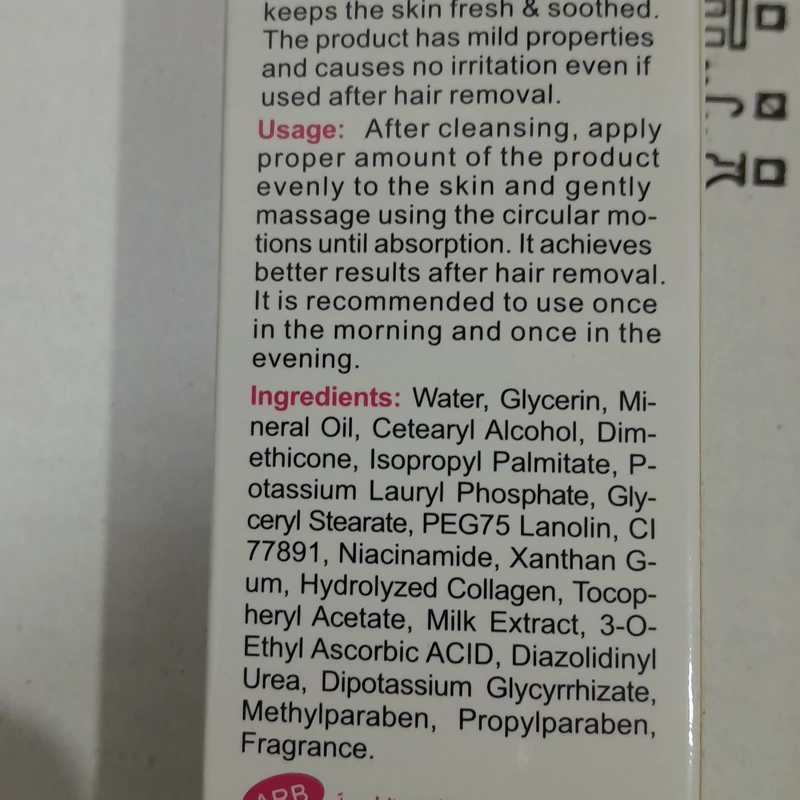 keeps the skin fresh & soothed.
The product has mild properties
and causes no irritation even if
used after hair removal.
Usage: After cleansing, apply
proper amount of the product
evenly to the skin and gently
massage using the circular mo-
tions until absorption. It achieves
better results after hair removal.
It is recommended to use once
in the morning and once in the
evening.
Ingredients: Water, Glycerin, Mi-
neral Oil, Cetearyl Alcohol, Dim-
ethicone, Isopropyl Palmitate, P-
otassium Lauryl Phosphate, Gly-
ceryl Stearate, PEG75 Lanolin, CI
77891, Niacinamide, Xanthan G-
um, Hydrolyzed Collagen, Tocop-
heryl Acetate, Milk Extract, 3-O-
Ethyl Ascorbic ACID, Diazolidinyl
Urea, Dipotassium Glycyrrhizate,
Methylparaben, Propylparaben,
Fragrance.
ARB